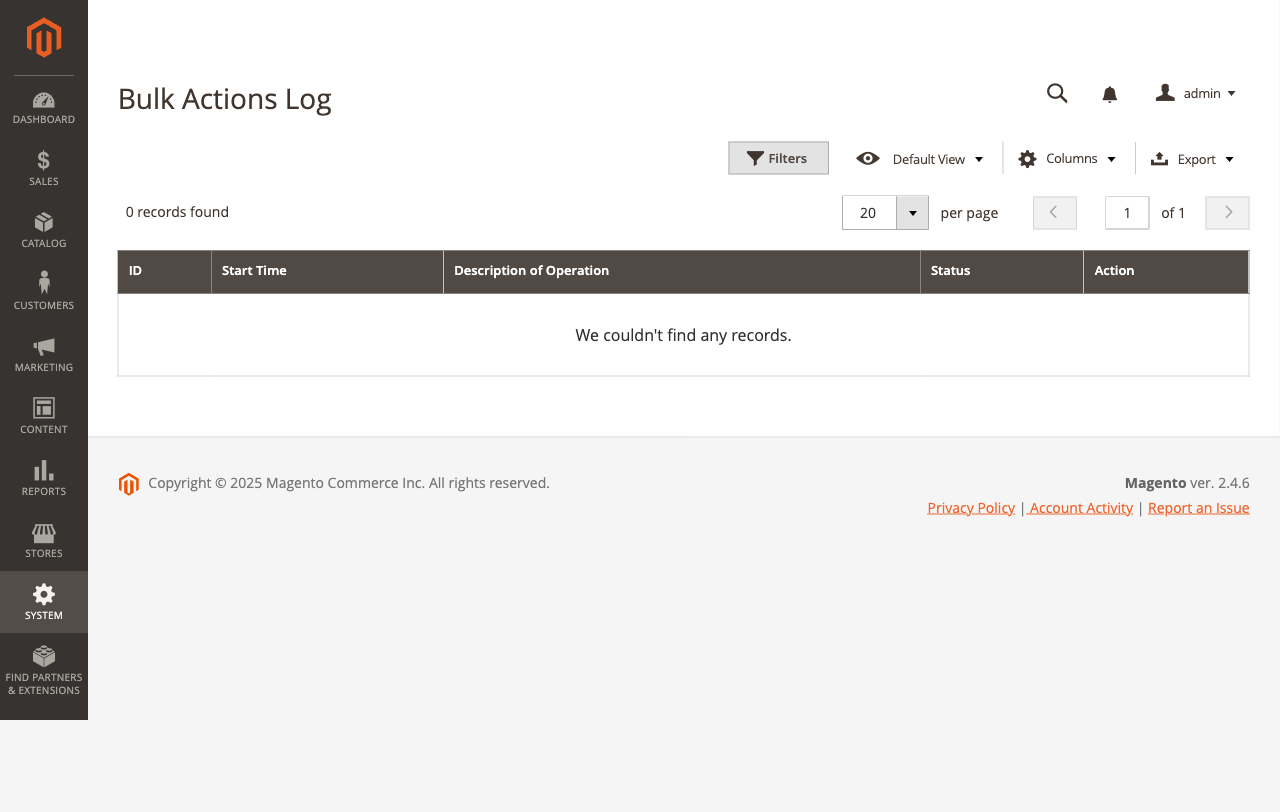 DASHBOARD
SALES
CATALOG
CUSTOMERS
MARKETING
CONTENT
REPORTS
STORES
SYSTEM
FIND PARTNERS
& EXTENSIONS
Bulk Actions Log
admin
Filters
Default View
Columns
Export
0 records found
20
per page
1
of 1
ID
Start Time
Description of Operation
Status
Action
We couldn't find any records.
Copyright © 2025 Magento Commerce Inc. All rights reserved.
Magento ver. 2.4.6
Privacy Policy | Account Activity | Report an Issue